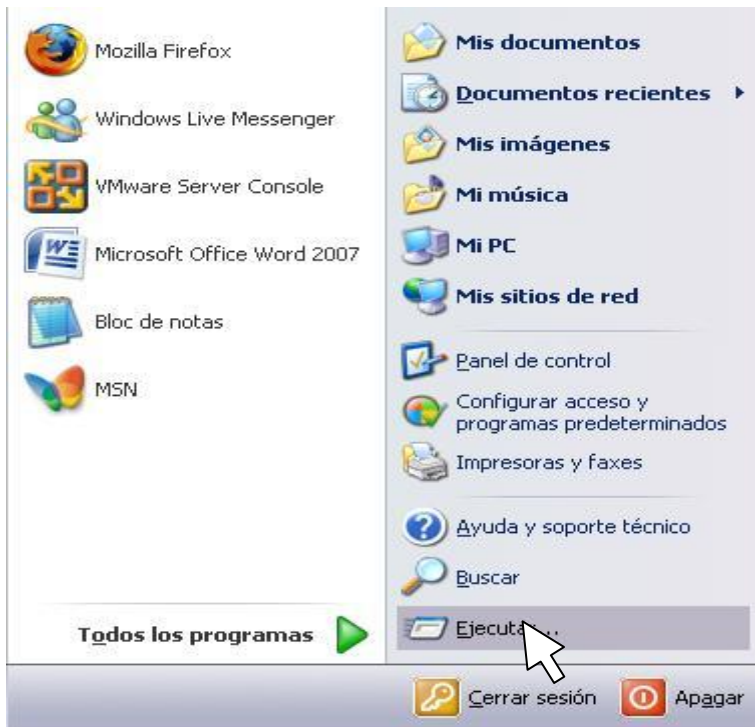 Mozilla Firefox
Windows Live Messenger
VMware Server Console
Microsoft Office Word 2007
Bloc de notas
MSN
Todos los programas
Mis documentos
Documentos recientes
Mis imágenes
Mi música
Mi PC
Mis sitios de red
Panel de control
Configurar acceso y
programas predeterminados
Impresoras y faxes
Ayuda y soporte técnico
Buscar
Ejecutar...
Cerrar sesión
Apagar